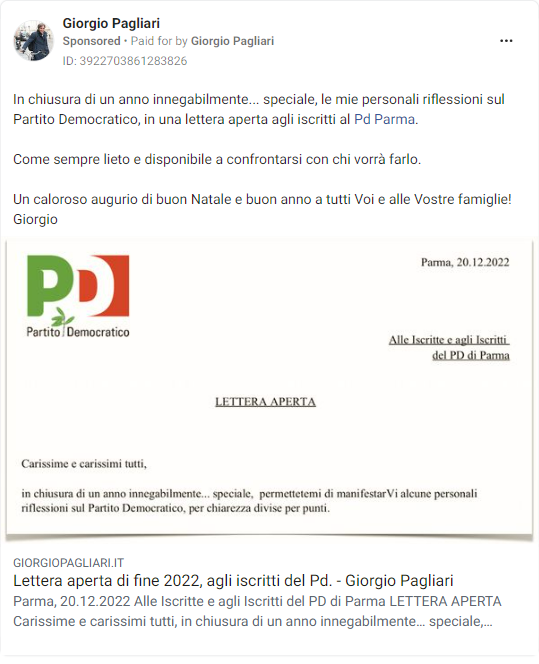 Giorgio Pagliari
Sponsored • Paid for by Giorgio Pagliari
ID: 3922703861283826
In chiusura di un anno innegabilmente... speciale, le mie personali riflessioni sul
Partito Democratico, in una lettera aperta agli iscritti al Pd Parma.
Come sempre lieto e disponibile a confrontarsi con chi vorrà farlo.
Un caloroso augurio di buon Natale e buon anno a tutti Voi e alle Vostre famiglie!
Giorgio
PD
Partito Democratico
Parma, 20.12.2022
Alle Iscritte e agli Iscritti
del PD di Parma
LETTERA APERTA
Carissime e carissimi tutti,
in chiusura di un anno innegabilmente... speciale, permettetemi di manifestarVi alcune personali
riflessioni sul Partito Democratico, per chiarezza divise per punti.
GIORGIOPAGLIARI.IT
Lettera aperta di fine 2022, agli iscritti del Pd. - Giorgio Pagliari
Parma, 20.12.2022 Alle Iscritte e agli Iscritti del PD di Parma LETTERA APERTA
Carissime e carissimi tutti, in chiusura di un anno innegabilmente... speciale,...